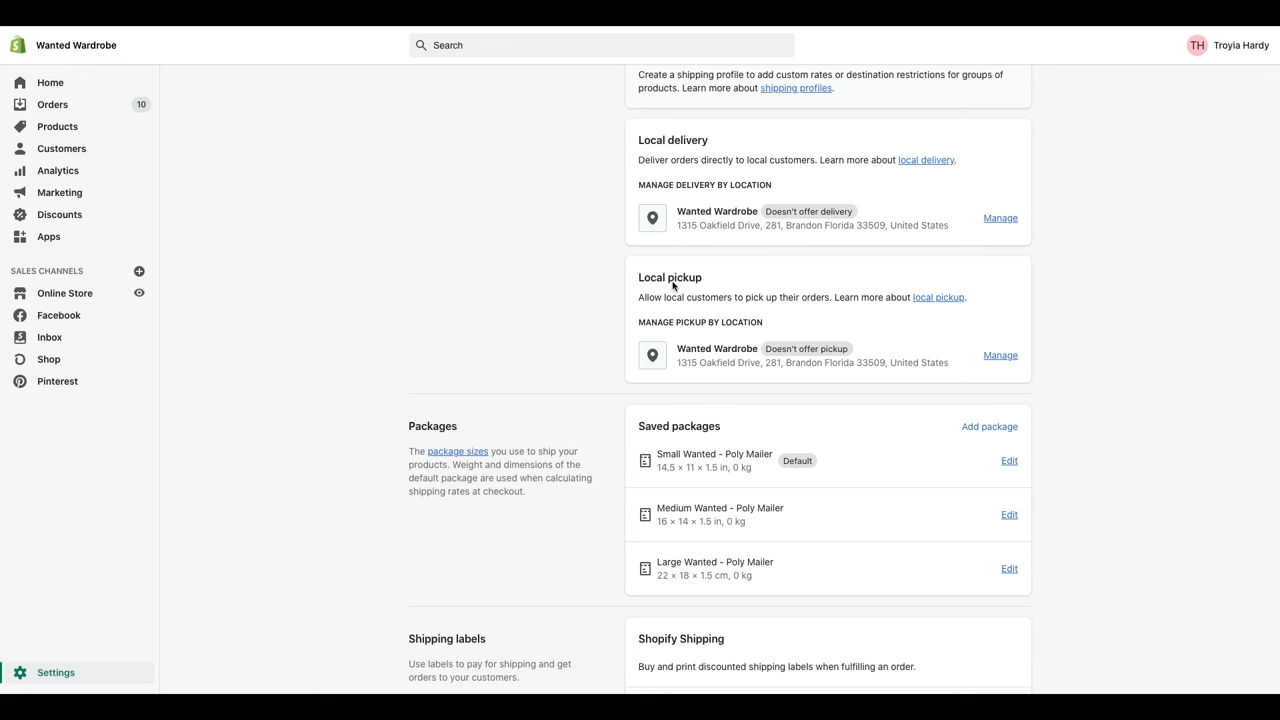 Wanted Wardrobe
Search
TH
Troyia Hardy
Home
Orders
10
Products
Customers
Analytics
Marketing
Discounts
Apps
SALES CHANNELS
Online Store
Facebook
Inbox
Shop
Pinterest
Settings
Create a shipping profile to add custom rates or destination restrictions for groups of
products. Learn more about shipping profiles.
Local delivery
Deliver orders directly to local customers. Learn more about local delivery.
MANAGE DELIVERY BY LOCATION
Wanted Wardrobe Doesn't offer delivery
1315 Oakfield Drive, 281, Brandon Florida 33509, United States
Manage
Local pickup
Allow local customers to pick up their orders. Learn more about local pickup.
MANAGE PICKUP BY LOCATION
Wanted Wardrobe Doesn't offer pickup
1315 Oakfield Drive, 281, Brandon Florida 33509, United States
Manage
Packages
The package sizes you use to ship your
products. Weight and dimensions of the
default package are used when calculating
shipping rates at checkout.
Saved packages
Add package
Small Wanted - Poly Mailer
14.5 × 11 × 1.5 in, 0 kg
Default
Edit
Medium Wanted - Poly Mailer
16 × 14 × 1.5 in, 0 kg
Edit
Large Wanted - Poly Mailer
22 × 18 × 1.5 cm, 0 kg
Edit
Shipping labels
Use labels to pay for shipping and get
orders to your customers.
Shopify Shipping
Buy and print discounted shipping labels when fulfilling an order.